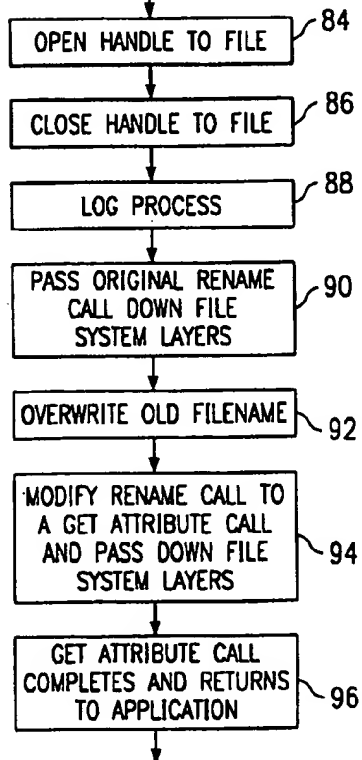 OPEN HANDLE TO FILE
84
CLOSE HANDLE TO FILE
86
LOG PROCESS
88
PASS ORIGINAL RENAME
CALL DOWN FILE
SYSTEM LAYERS
90
OVERWRITE OLD FILENAME
92
MODIFY RENAME CALL TO
A GET ATTRIBUTE CALL
AND PASS DOWN FILE
SYSTEM LAYERS
94
GET ATTRIBUTE CALL
COMPLETES AND RETURNS
TO APPLICATION
96